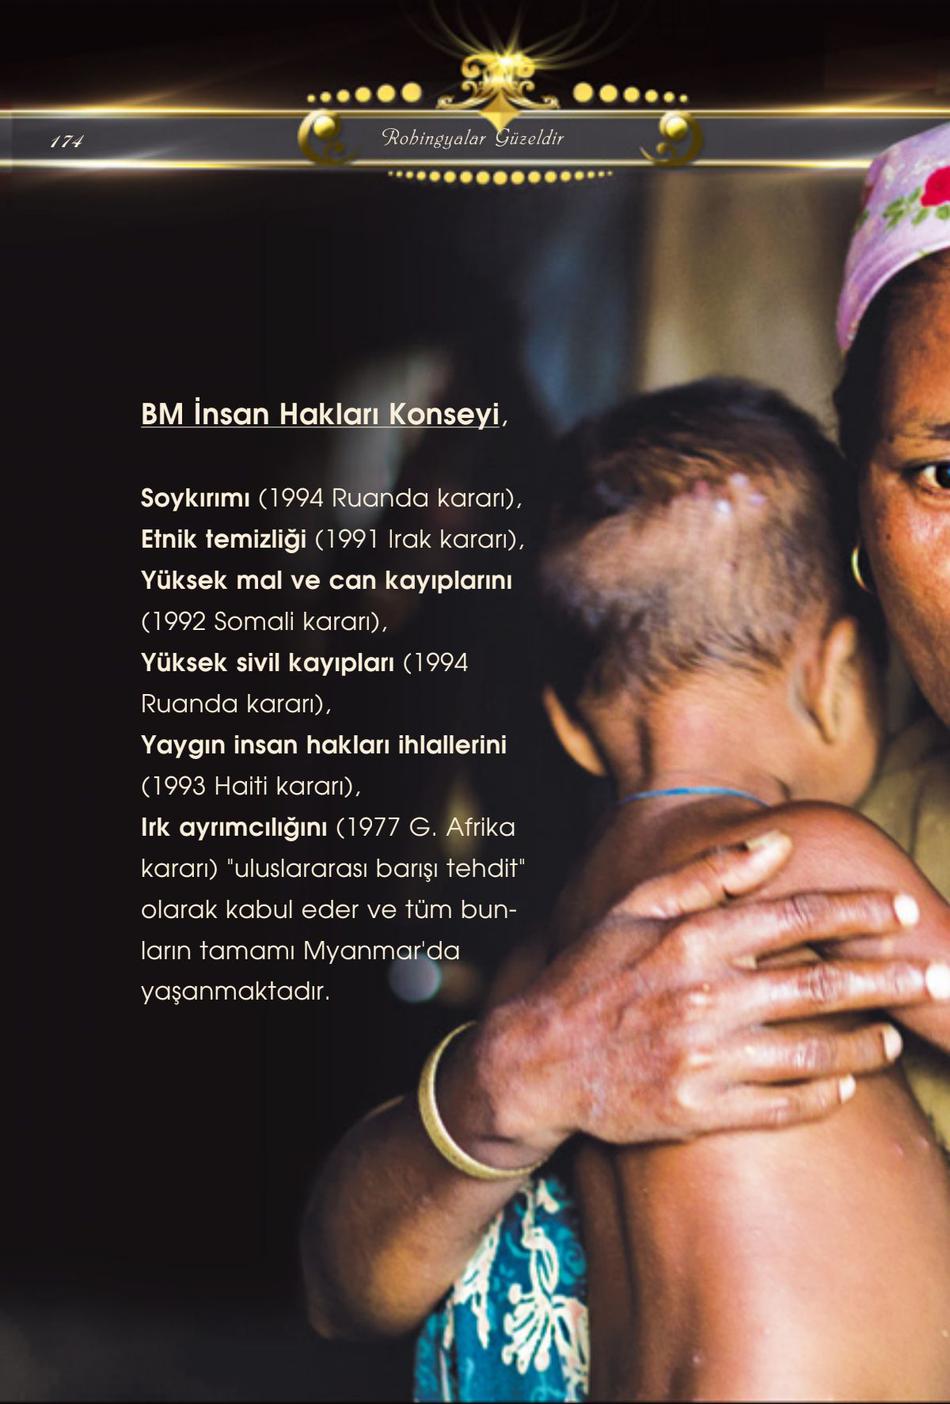 174
Rohingyalar Güzeldir
BM İnsan Hakları Konseyi,
Soykırımı (1994 Ruanda kararı),
Etnik temizliği (1991 Irak kararı),
Yüksek mal ve can kayıplarını
(1992 Somali kararı),
Yüksek sivil kayıpları (1994
Ruanda kararı),
Yaygın insan hakları ihlallerini
(1993 Haiti kararı),
Irk ayrımcılığını (1977 G. Afrika
kararı) "uluslararası barışı tehdit"
olarak kabul eder ve tüm bun-
ların tamamı Myanmar'da
yaşanmaktadır.